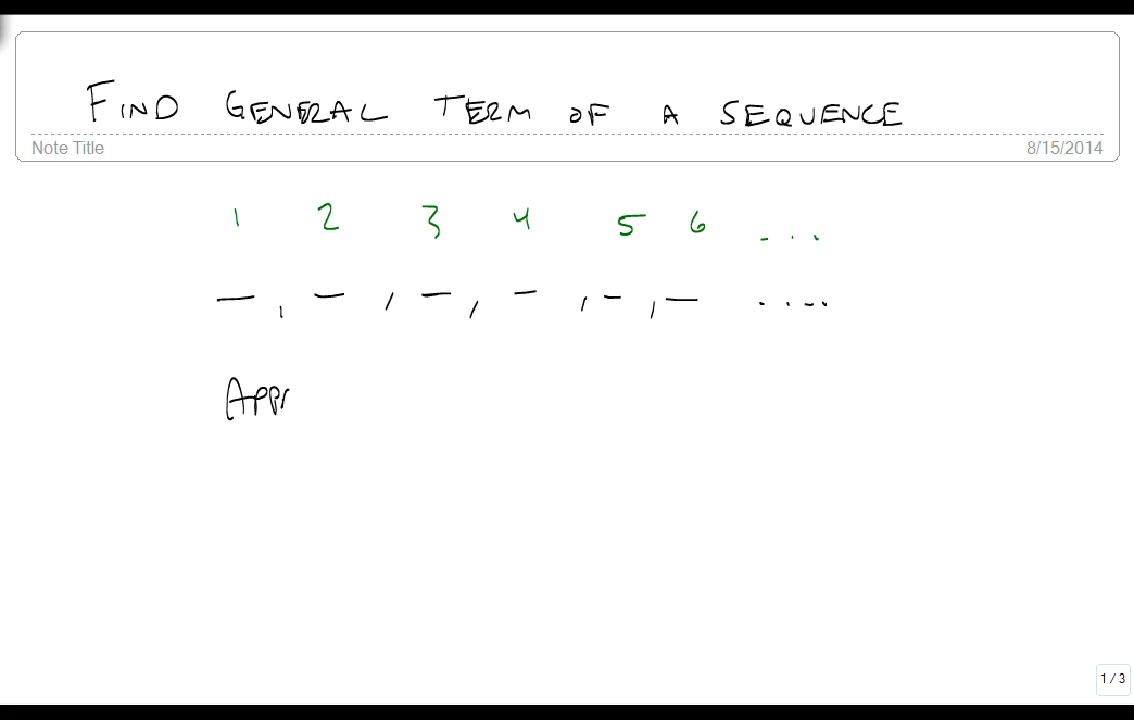 FIND GENERAL TERM OF A SEQUENCE
Note Title 8/15/2014
1 2 3 4 5 6 ...
_ , _ , _ , _ , _ , _ ....
Appr
1 / 3